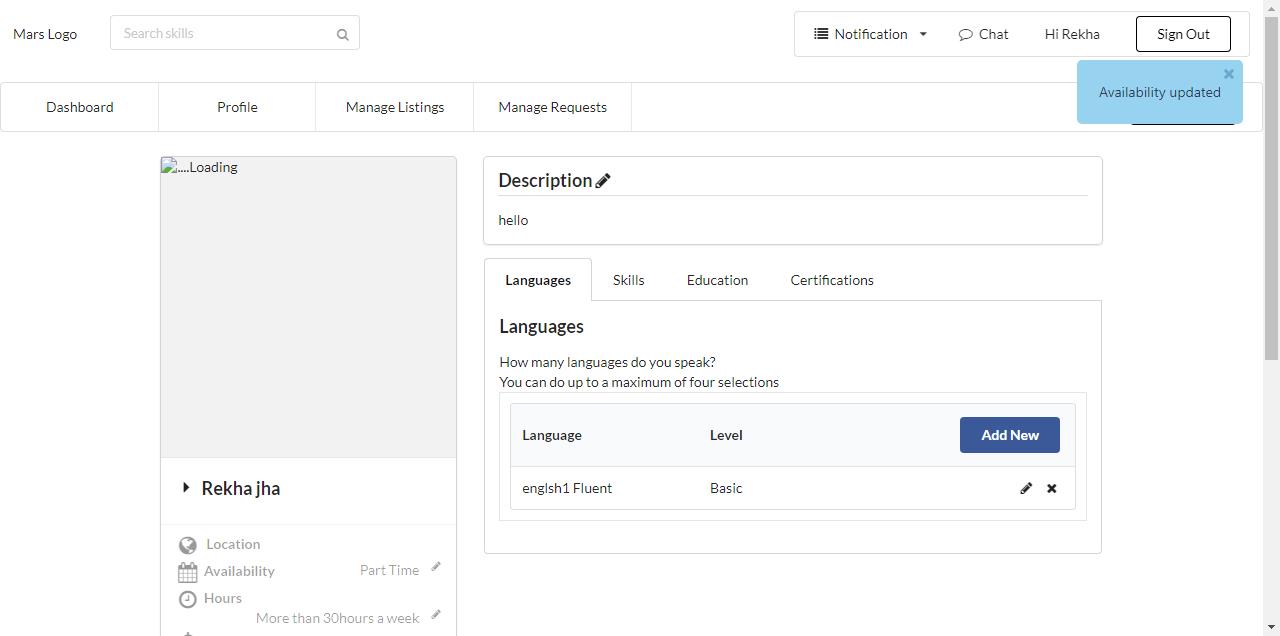 Mars Logo
Search skills
Notification
Chat
Hi Rekha
Sign Out
Availability updated
Dashboard
Profile
Manage Listings
Manage Requests
....Loading
Description
hello
Languages
Skills
Education
Certifications
Languages
How many languages do you speak?
You can do up to a maximum of four selections
Language
Level
Add New
englsh1 Fluent
Basic
Rekha jha
Location
Availability
Part Time
Hours
More than 30hours a week